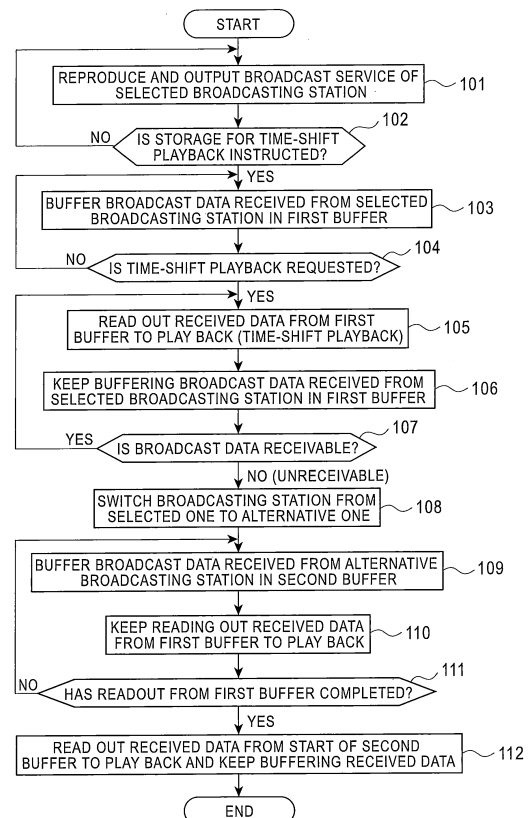 START
REPRODUCE AND OUTPUT BROADCAST SERVICE OF
SELECTED BROADCASTING STATION
101
102
NO
IS STORAGE FOR TIME-SHIFT
PLAYBACK INSTRUCTED?
YES
BUFFER BROADCAST DATA RECEIVED FROM SELECTED
BROADCASTING STATION IN FIRST BUFFER
103
104
NO
IS TIME-SHIFT PLAYBACK REQUESTED?
YES
READ OUT RECEIVED DATA FROM FIRST
BUFFER TO PLAY BACK (TIME-SHIFT PLAYBACK)
105
KEEP BUFFERING BROADCAST DATA RECEIVED FROM
SELECTED BROADCASTING STATION IN FIRST BUFFER
106
107
YES
IS BROADCAST DATA RECEIVABLE?
NO (UNRECEIVABLE)
SWITCH BROADCASTING STATION FROM
SELECTED ONE TO ALTERNATIVE ONE
108
BUFFER BROADCAST DATA RECEIVED FROM ALTERNATIVE
BROADCASTING STATION IN SECOND BUFFER
109
KEEP READING OUT RECEIVED DATA
FROM FIRST BUFFER TO PLAY BACK
110
111
NO
HAS READOUT FROM FIRST BUFFER COMPLETED?
YES
READ OUT RECEIVED DATA FROM START OF SECOND
BUFFER TO PLAY BACK AND KEEP BUFFERING RECEIVED DATA
112
END